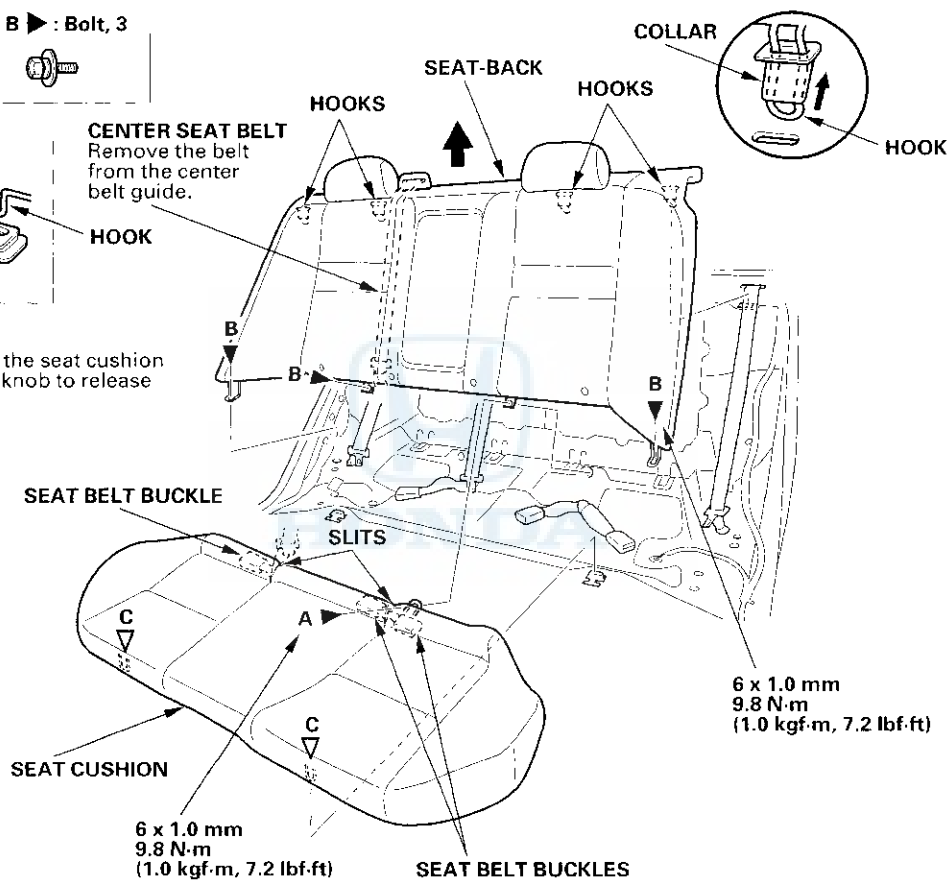 B ▶ : Bolt, 3
COLLAR
HOOK
SEAT-BACK
HOOKS
HOOKS
CENTER SEAT BELT
Remove the belt
from the center
belt guide.
HOOK
the seat cushion
knob to release
B
B
B
SEAT BELT BUCKLE
SLITS
HONDA
A
C
C
SEAT CUSHION
6 x 1.0 mm
9.8 N·m
(1.0 kgf·m, 7.2 lbf·ft)
6 x 1.0 mm
9.8 N·m
(1.0 kgf·m, 7.2 lbf·ft)
SEAT BELT BUCKLES